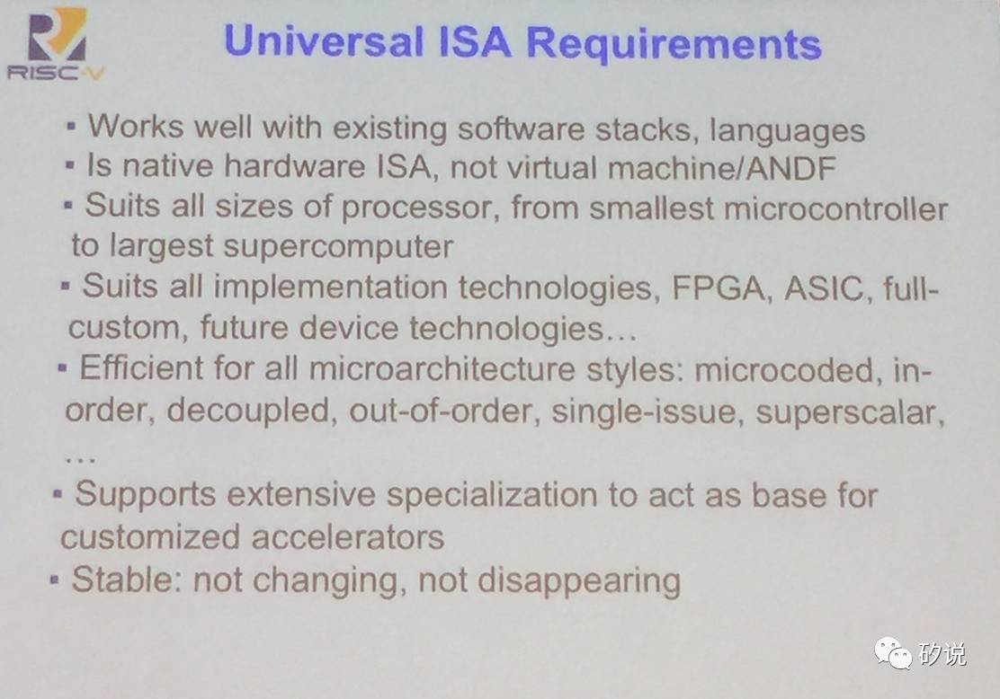 RISC-V
Universal ISA Requirements
▪ Works well with existing software stacks, languages
▪ Is native hardware ISA, not virtual machine/ANDF
▪ Suits all sizes of processor, from smallest microcontroller
to largest supercomputer
▪ Suits all implementation technologies, FPGA, ASIC, full-
custom, future device technologies…
▪ Efficient for all microarchitecture styles: microcoded, in-
order, decoupled, out-of-order, single-issue, superscalar,
…
▪ Supports extensive specialization to act as base for
customized accelerators
▪ Stable: not changing, not disappearing
矽说